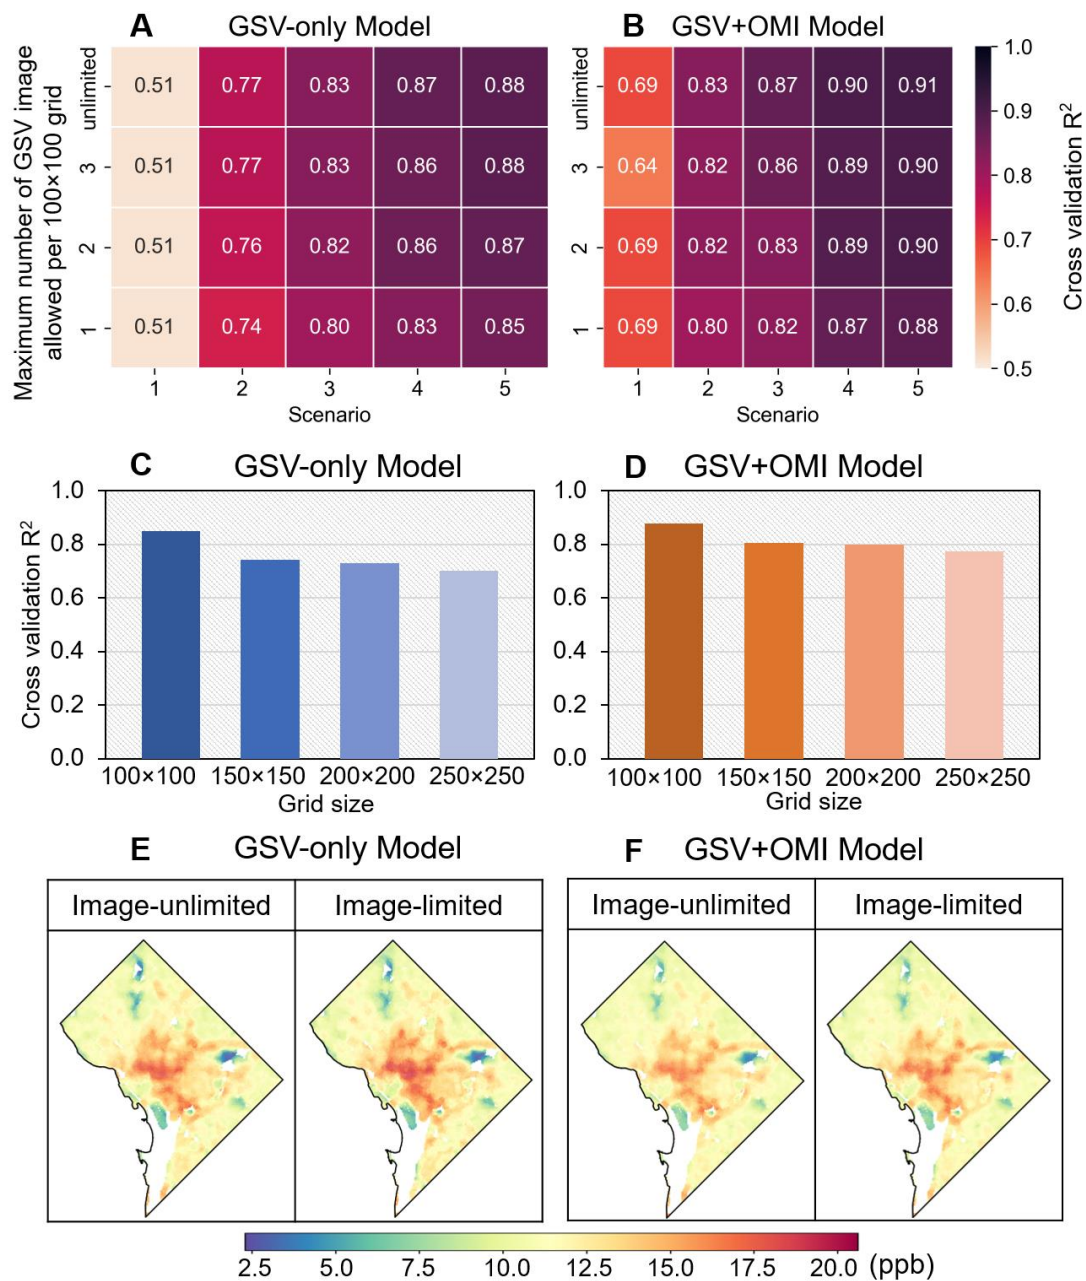 A GSV-only Model
B GSV+OMI Model
Maximum number of GSV image
allowed per 100×100 grid
unlimited 0.51 0.77 0.83 0.87 0.88
3 0.51 0.77 0.83 0.86 0.88
2 0.51 0.76 0.82 0.86 0.87
1 0.51 0.74 0.80 0.83 0.85
1 2 3 4 5
Scenario
unlimited 0.69 0.83 0.87 0.90 0.91
3 0.64 0.82 0.86 0.89 0.90
2 0.69 0.82 0.83 0.89 0.90
1 0.69 0.80 0.82 0.87 0.88
1 2 3 4 5
Scenario
1.0
0.9
0.8
0.7
0.6
0.5
Cross validation R²
C GSV-only Model
Cross validation R²
1.0
0.8
0.6
0.4
0.2
0.0
100×100 150×150 200×200 250×250
Grid size
D GSV+OMI Model
1.0
0.8
0.6
0.4
0.2
0.0
100×100 150×150 200×200 250×250
Grid size
E GSV-only Model
Image-unlimited Image-limited
F GSV+OMI Model
Image-unlimited Image-limited
2.5 5.0 7.5 10.0 12.5 15.0 17.5 20.0 (ppb)